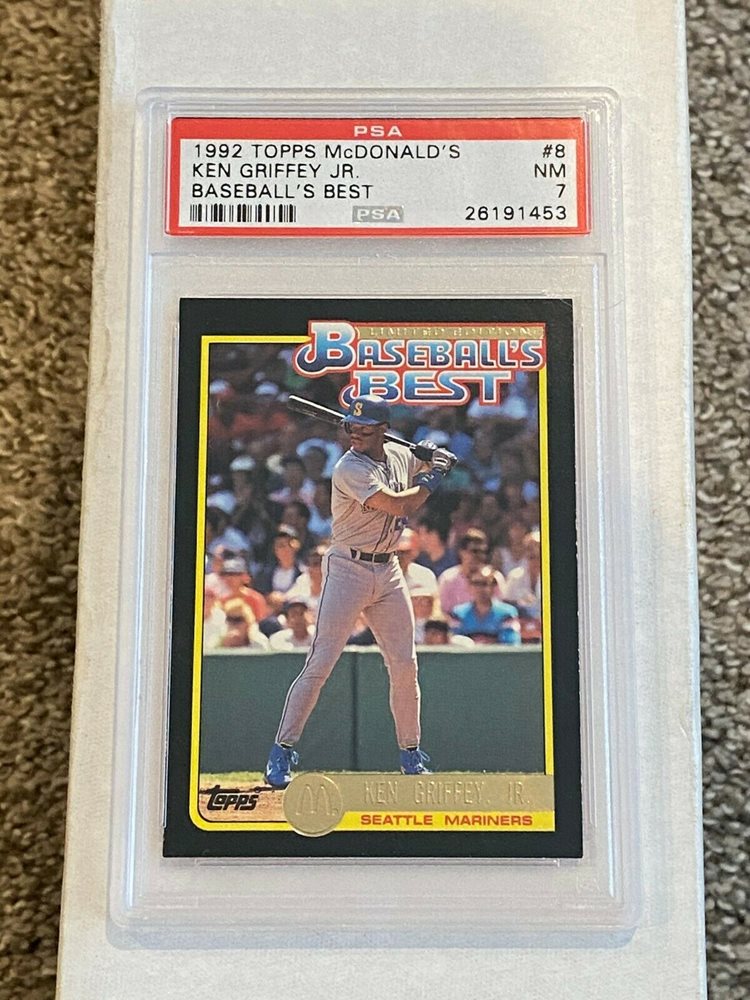 PSA
1992 TOPPS McDONALD'S #8
KEN GRIFFEY JR. NM
BASEBALL'S BEST 7
PSA 26191453
LIMITED EDITION
BASEBALL'S
BEST
S
TOPPS
M
KEN GRIFFEY, JR.
SEATTLE MARINERS